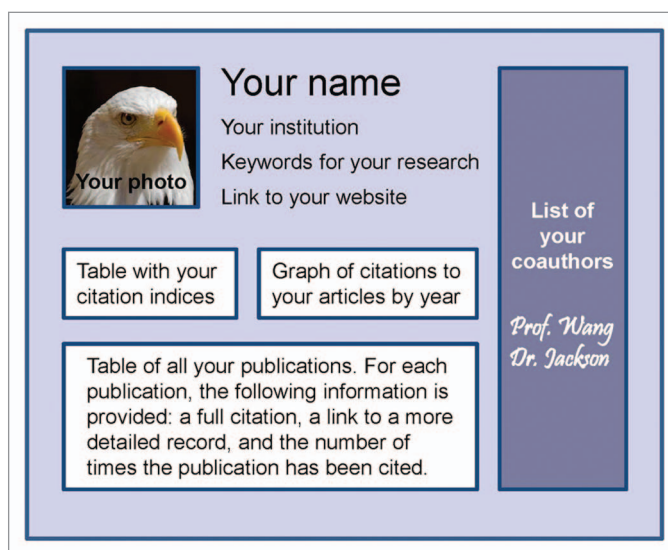 Your photo
Your name
Your institution
Keywords for your research
Link to your website
Table with your
citation indices
Graph of citations to
your articles by year
Table of all your publications. For each
publication, the following information is
provided: a full citation, a link to a more
detailed record, and the number of
times the publication has been cited.
List of
your
coauthors
Prof. Wang
Dr. Jackson